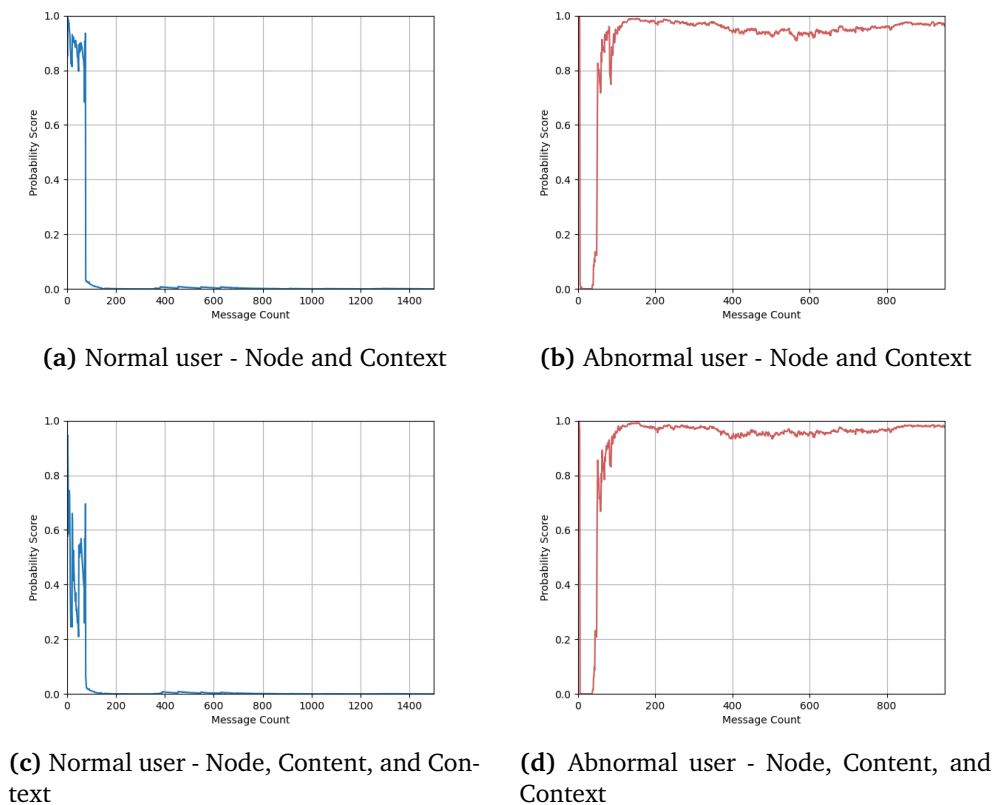 1.0
0.8
0.6
0.4
0.2
0.0
Probability Score
0 200 400 600 800 1000 1200 1400
Message Count
(a) Normal user - Node and Context
1.0
0.8
0.6
0.4
0.2
0.0
Probability Score
0 200 400 600 800
Message Count
(b) Abnormal user - Node and Context
1.0
0.8
0.6
0.4
0.2
0.0
Probability Score
0 200 400 600 800 1000 1200 1400
Message Count
(c) Normal user - Node, Content, and Con-
text
1.0
0.8
0.6
0.4
0.2
0.0
Probability Score
0 200 400 600 800
Message Count
(d) Abnormal user - Node, Content, and
Context